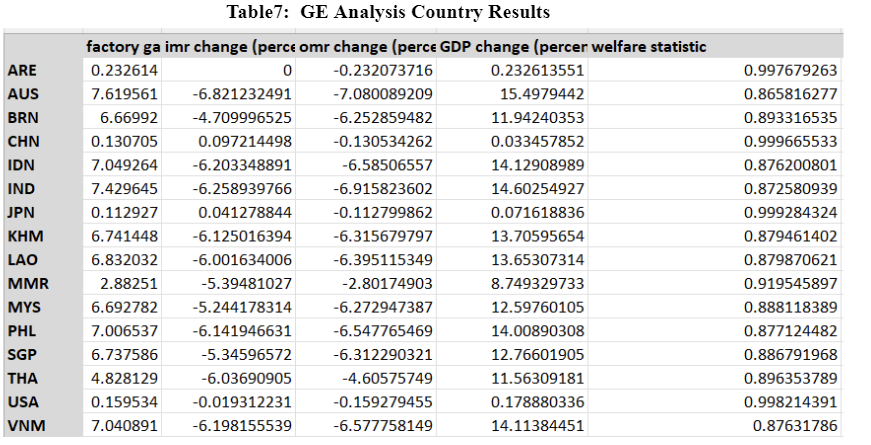 Table7: GE Analysis Country Results
factory ga imr change (perce omr change (perce GDP change (percer welfare statistic
ARE 0.232614 0 -0.232073716 0.232613551 0.997679263
AUS 7.619561 -6.821232491 -7.080089209 15.4979442 0.865816277
BRN 6.66992 -4.709996525 -6.252859482 11.94240353 0.893316535
CHN 0.130705 0.097214498 -0.130534262 0.033457852 0.999665533
IDN 7.049264 -6.203348891 -6.58506557 14.12908989 0.876200801
IND 7.429645 -6.258939766 -6.915823602 14.60254927 0.872580939
JPN 0.112927 0.041278844 -0.112799862 0.071618836 0.999284324
KHM 6.741448 -6.125016394 -6.315679797 13.70595654 0.879461402
LAO 6.832032 -6.001634006 -6.395115349 13.65307314 0.879870621
MMR 2.88251 -5.39481027 -2.80174903 8.749329733 0.919545897
MYS 6.692782 -5.244178314 -6.272947387 12.59760105 0.888118389
PHL 7.006537 -6.141946631 -6.547765469 14.00890308 0.877124482
SGP 6.737586 -5.34596572 -6.312290321 12.76601905 0.886791968
THA 4.828129 -6.03690905 -4.60575749 11.56309181 0.896353789
USA 0.159534 -0.019312231 -0.159279455 0.178880336 0.998214391
VNM 7.040891 -6.198155539 -6.577758149 14.11384451 0.87631786